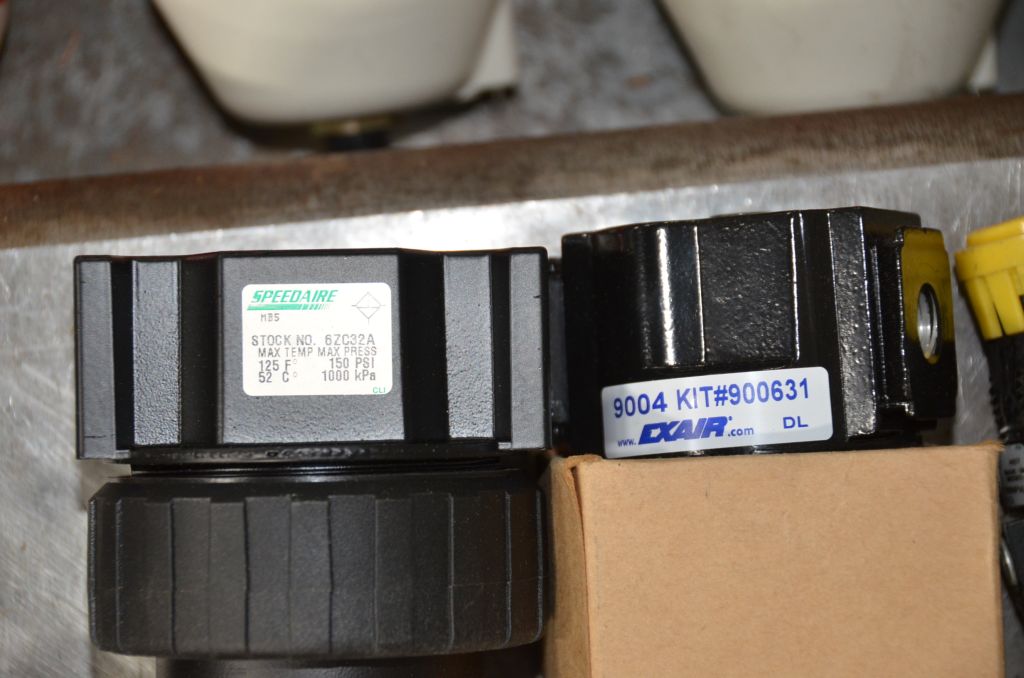 SPEEDAIRE
MBS
STOCK NO. 6ZC32A
MAX TEMP MAX PRESS
125 F° 150 PSI
52 C° 1000 kPa
CLI
9004 KIT#900631
www.EXAIR.com DL